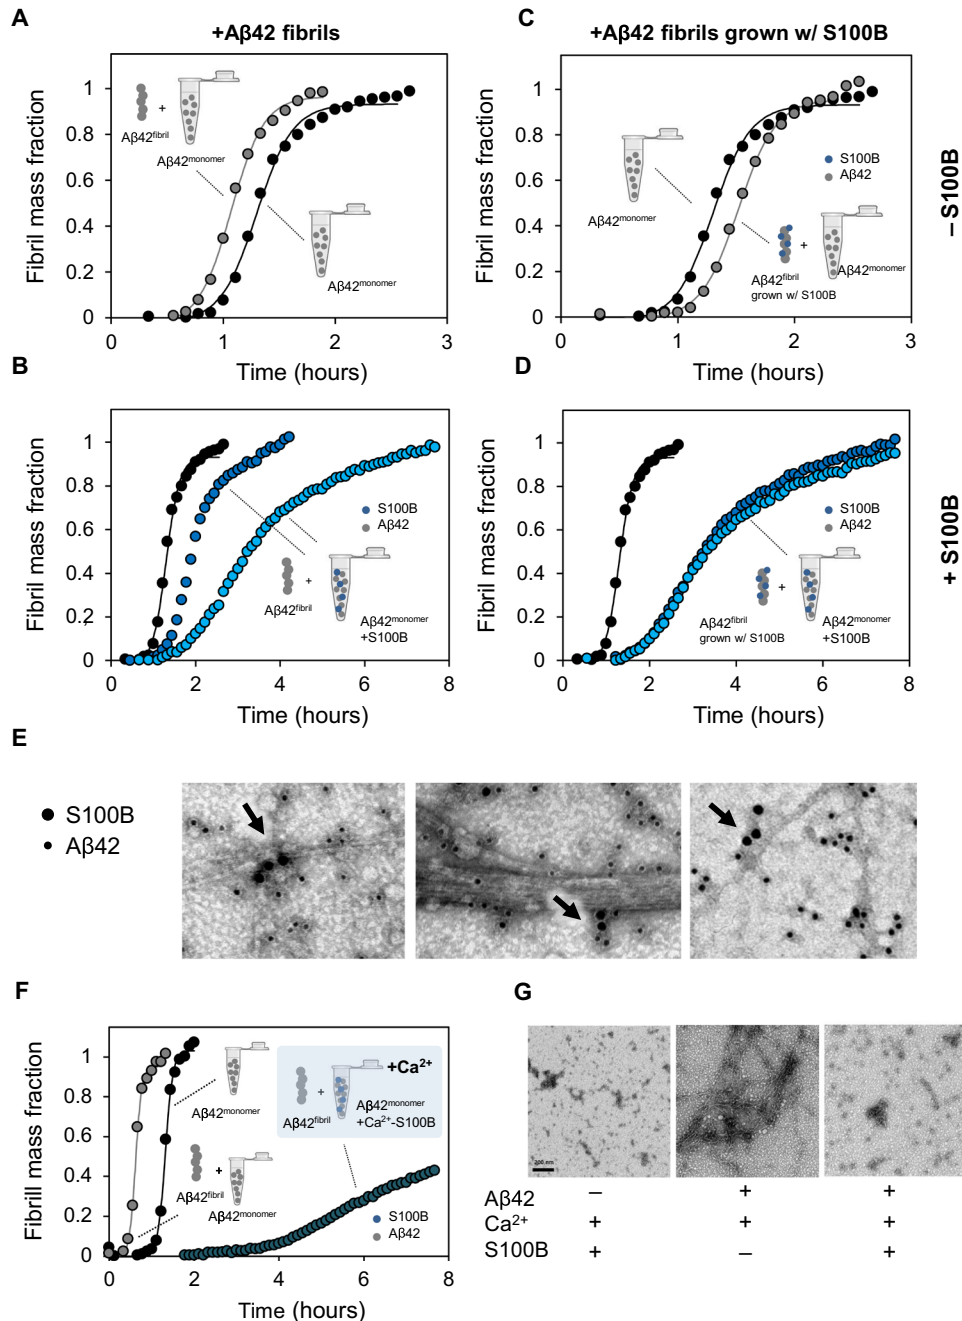 A
+Aβ42 fibrils
Fibril mass fraction
1
0.8
0.6
0.4
0.2
0
0
1
2
3
Time (hours)
+
Aβ42fibril
Aβ42monomer
Aβ42monomer
C
+Aβ42 fibrils grown w/ S100B
Fibril mass fraction
1
0.8
0.6
0.4
0.2
0
0
1
2
3
Time (hours)
Aβ42monomer
S100B
Aβ42
+
Aβ42fibril
grown w/ S100B
Aβ42monomer
– S100B
B
Fibril mass fraction
1
0.8
0.6
0.4
0.2
0
0
2
4
6
8
Time (hours)
S100B
Aβ42
+
Aβ42fibril
Aβ42monomer
+S100B
D
Fibril mass fraction
1
0.8
0.6
0.4
0.2
0
0
2
4
6
8
Time (hours)
S100B
Aβ42
+
Aβ42fibril
grown w/ S100B
Aβ42monomer
+S100B
+ S100B
E
S100B
Aβ42
F
Fibrill mass fraction
1
0.8
0.6
0.4
0.2
0
0
2
4
6
8
Time (hours)
Aβ42monomer
+
Aβ42fibril
Aβ42monomer
+Ca2+
+
Aβ42fibril
Aβ42monomer
+Ca2+-S100B
S100B
Aβ42
G
200 nm
Aβ42 – + +
Ca2+ + + +
S100B + – +